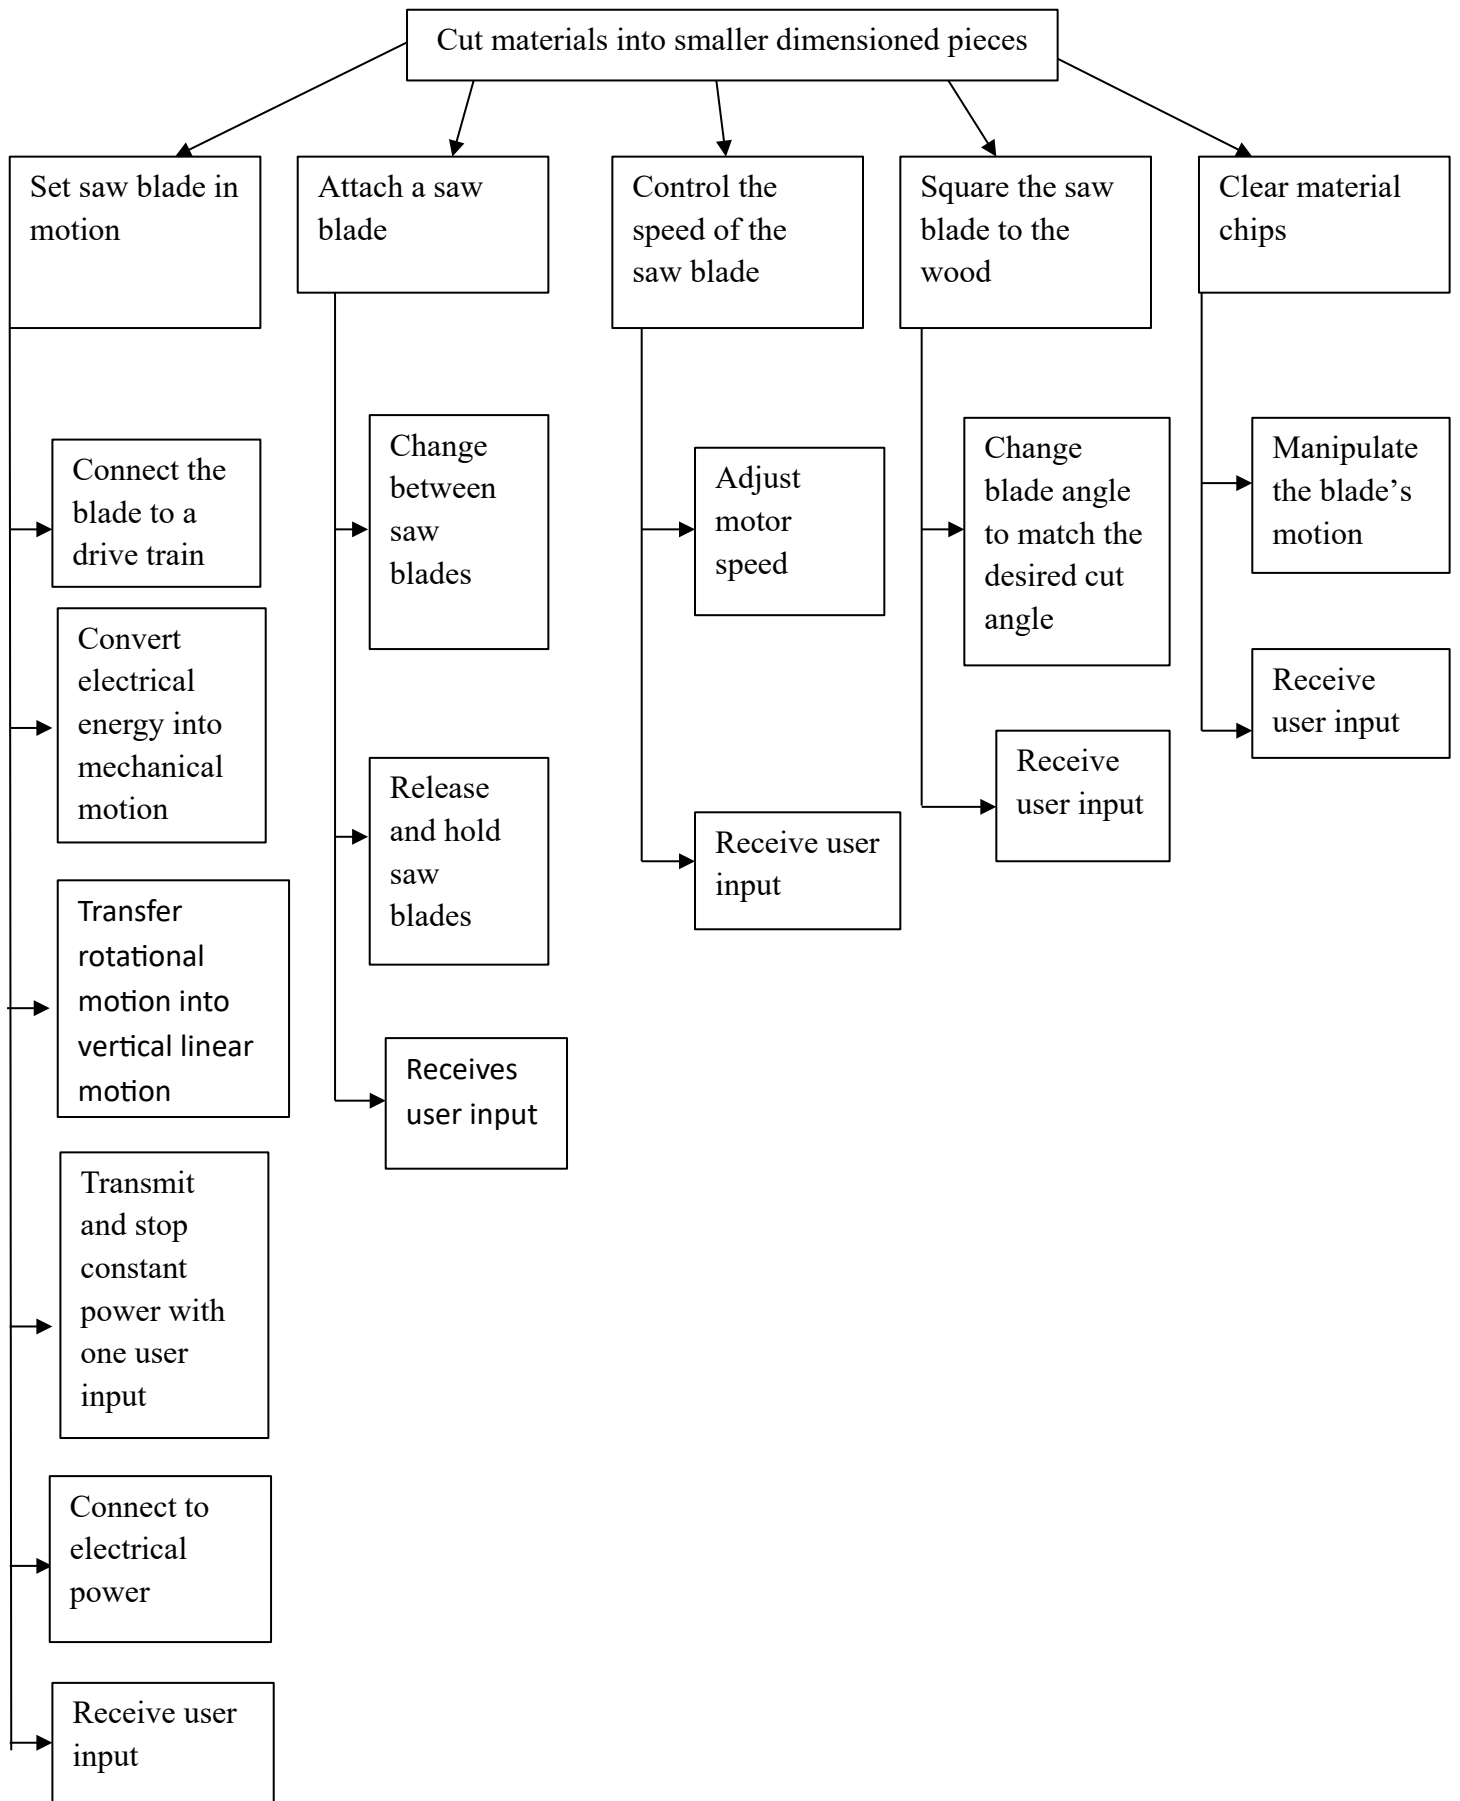 Cut materials into smaller dimensioned pieces
Set saw blade in
motion
Attach a saw
blade
Control the
speed of the
saw blade
Square the saw
blade to the
wood
Clear material
chips
Connect the
blade to a
drive train
Convert
electrical
energy into
mechanical
motion
Transfer
rotational
motion into
vertical linear
motion
Transmit
and stop
constant
power with
one user
input
Connect to
electrical
power
Receive user
input
Change
between
saw
blades
Release
and hold
saw
blades
Receives
user input
Adjust
motor
speed
Receive user
input
Change
blade angle
to match the
desired cut
angle
Receive
user input
Manipulate
the blade’s
motion
Receive
user input